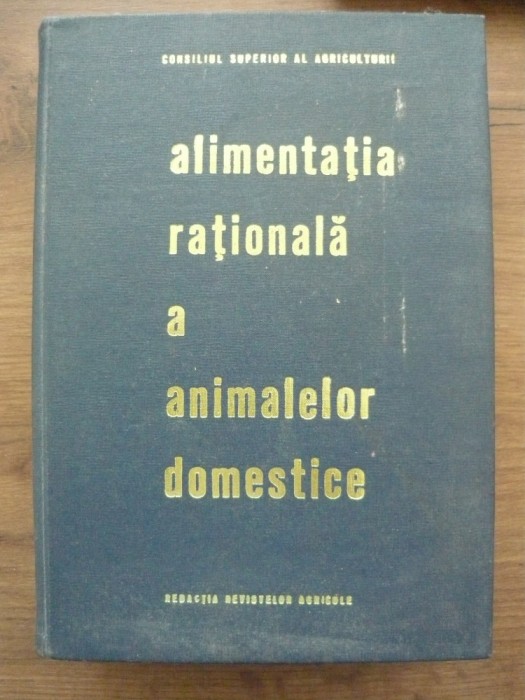 CONSILIUL SUPERIOR AL AGRICULTURII
alimentaţia
raţională
a
animalelor
domestice
REDACŢIA REVISTELOR AGRICOLE